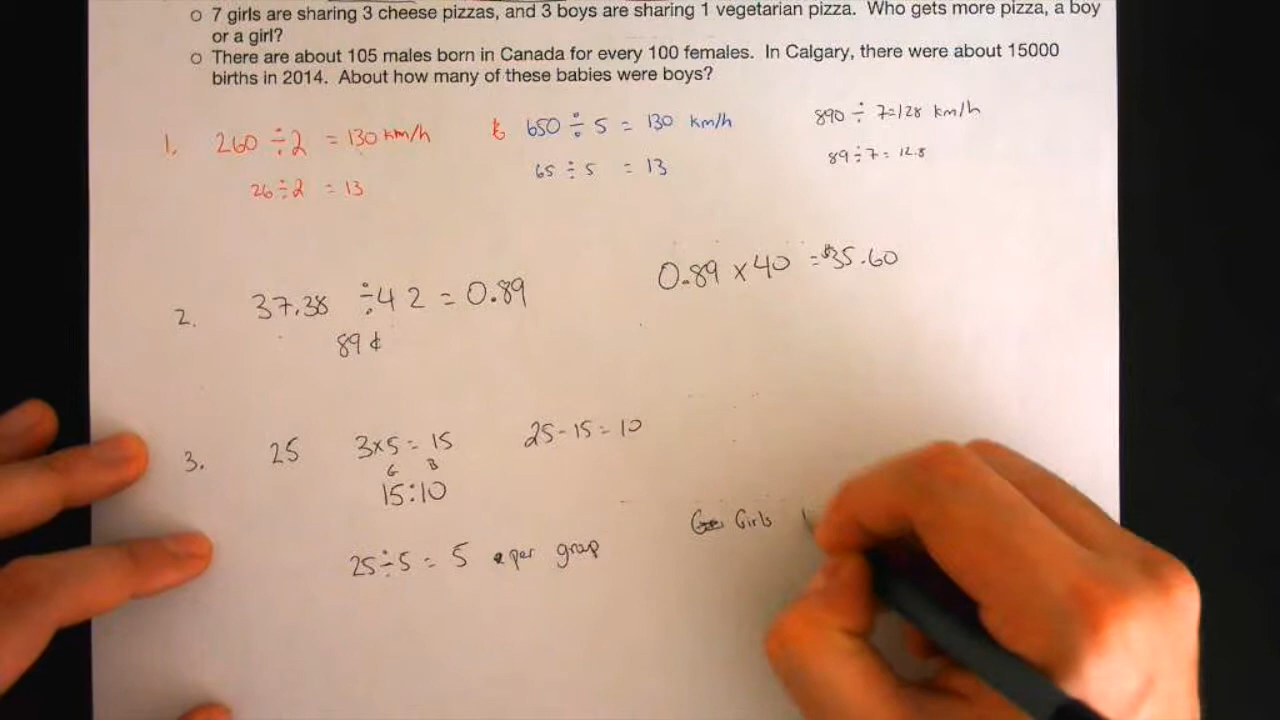 ○ 7 girls are sharing 3 cheese pizzas, and 3 boys are sharing 1 vegetarian pizza. Who gets more pizza, a boy
or a girl?
○ There are about 105 males born in Canada for every 100 females. In Calgary, there were about 15000
births in 2014. About how many of these babies were boys?
1. 260 ÷ 2 = 130 km/h
650 ÷ 5 = 130 km/h
890 ÷ 7 = 128 km/h
26 ÷ 2 = 13
65 ÷ 5 = 13
89 ÷ 7 = 12.8
2. 37.38 ÷ 42 = 0.89
0.89 x 40 = $35.60
89 ¢
3. 25 3x5 = 15 25-15 = 10
G B
15:10
25÷5 = 5 per group
Girls